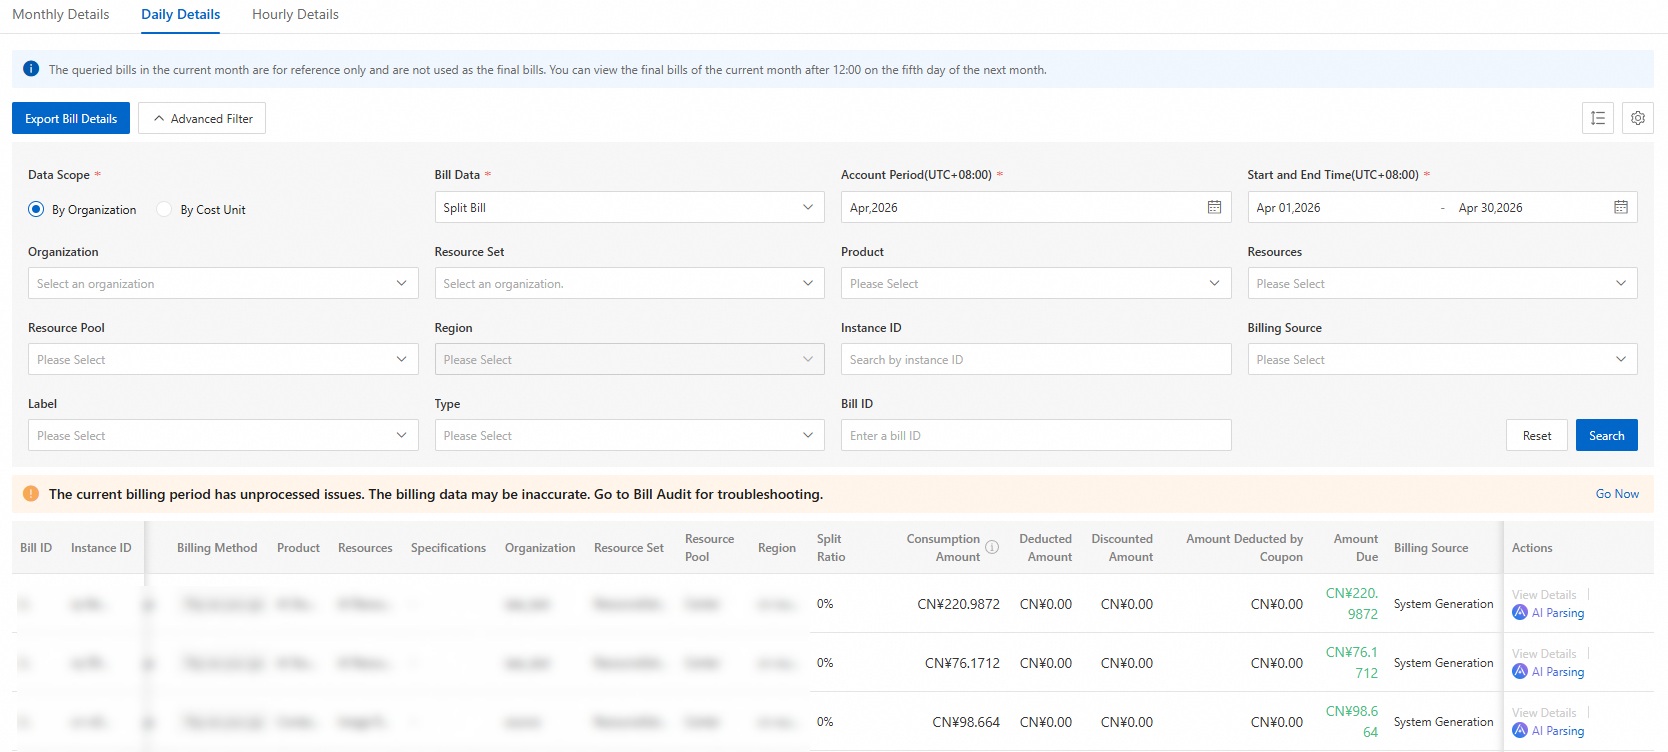 Monthly Details Daily Details Hourly Details
The queried bills in the current month are for reference only and are not used as the final bills. You can view the final bills of the current month after 12:00 on the fifth day of the next month.
Export Bill Details Advanced Filter
Data Scope * Bill Data * Account Period(UTC+08:00) * Start and End Time(UTC+08:00) *
By Organization By Cost Unit Split Bill Apr,2026 Apr 01,2026 - Apr 30,2026
Organization Resource Set Product Resources
Select an organization Select an organization. Please Select Please Select
Resource Pool Region Instance ID Billing Source
Please Select Please Select Search by instance ID Please Select
Label Type Bill ID
Please Select Please Select Enter a bill ID Reset Search
The current billing period has unprocessed issues. The billing data may be inaccurate. Go to Bill Audit for troubleshooting. Go Now
Bill ID Instance ID Billing Method Product Resources Specifications Organization Resource Set Resource Pool Region Split Ratio Consumption Amount Deducted Amount Discounted Amount Amount Deducted by Coupon Amount Due Billing Source Actions
0% CN¥220.9872 CN¥0.00 CN¥0.00 CN¥0.00 CN¥220.9872 System Generation View Details
AI Parsing
0% CN¥76.1712 CN¥0.00 CN¥0.00 CN¥0.00 CN¥76.1712 System Generation View Details
AI Parsing
0% CN¥98.664 CN¥0.00 CN¥0.00 CN¥0.00 CN¥98.664 System Generation View Details
AI Parsing